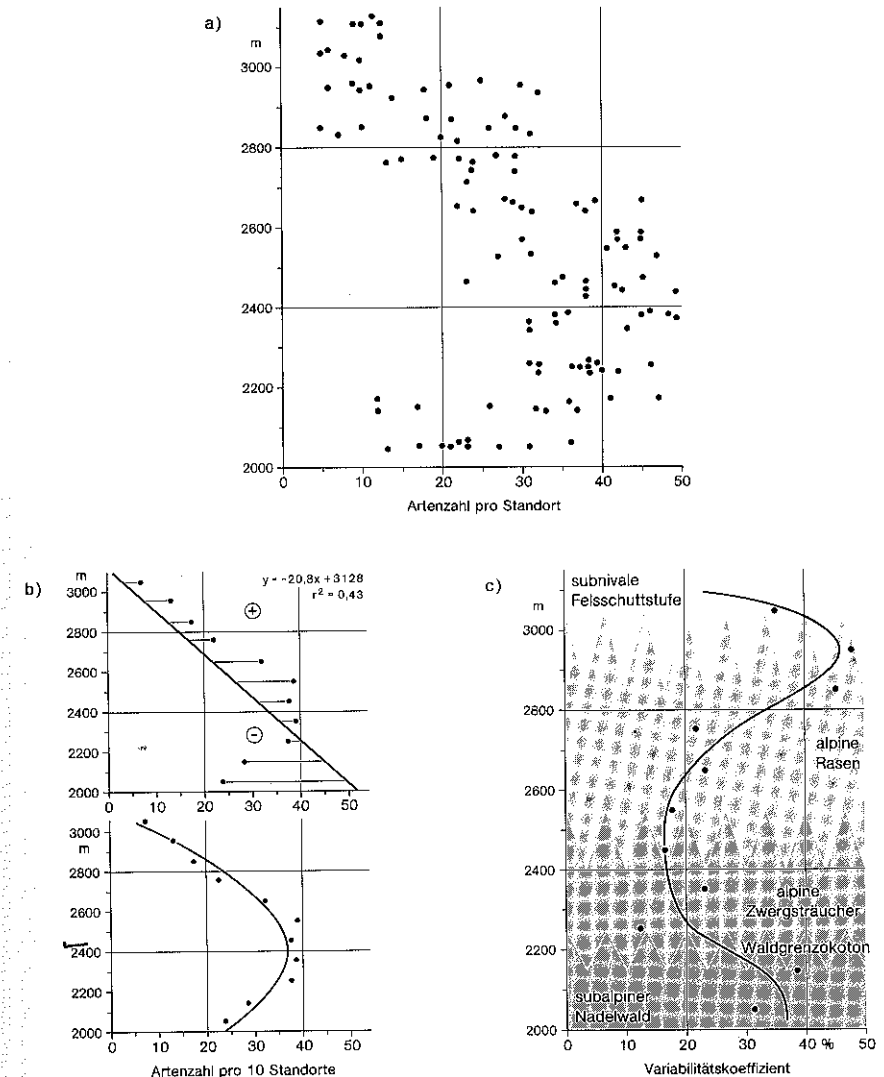 a)
m
3000
2800
2600
2400
2200
2000
0 10 20 30 40 50
Artenzahl pro Standort
b)
m
y = -20,8x + 3128
r² = 0,43
3000
+
2800
2600
2400
−
2200
2000
0 10 20 30 40 50
3000
m
2800
2600
2400
2200
2000
0 10 20 30 40 50
Artenzahl pro 10 Standorte
c)
subnivale
Felsschuttstufe
m
3000
2800
alpine
Rasen
2600
2400
alpine
Zwergsträucher
2200
Waldgrenzökoton
subalpiner
Nadelwald
2000
0 10 20 30 40 % 50
Variabilitätskoeffizient